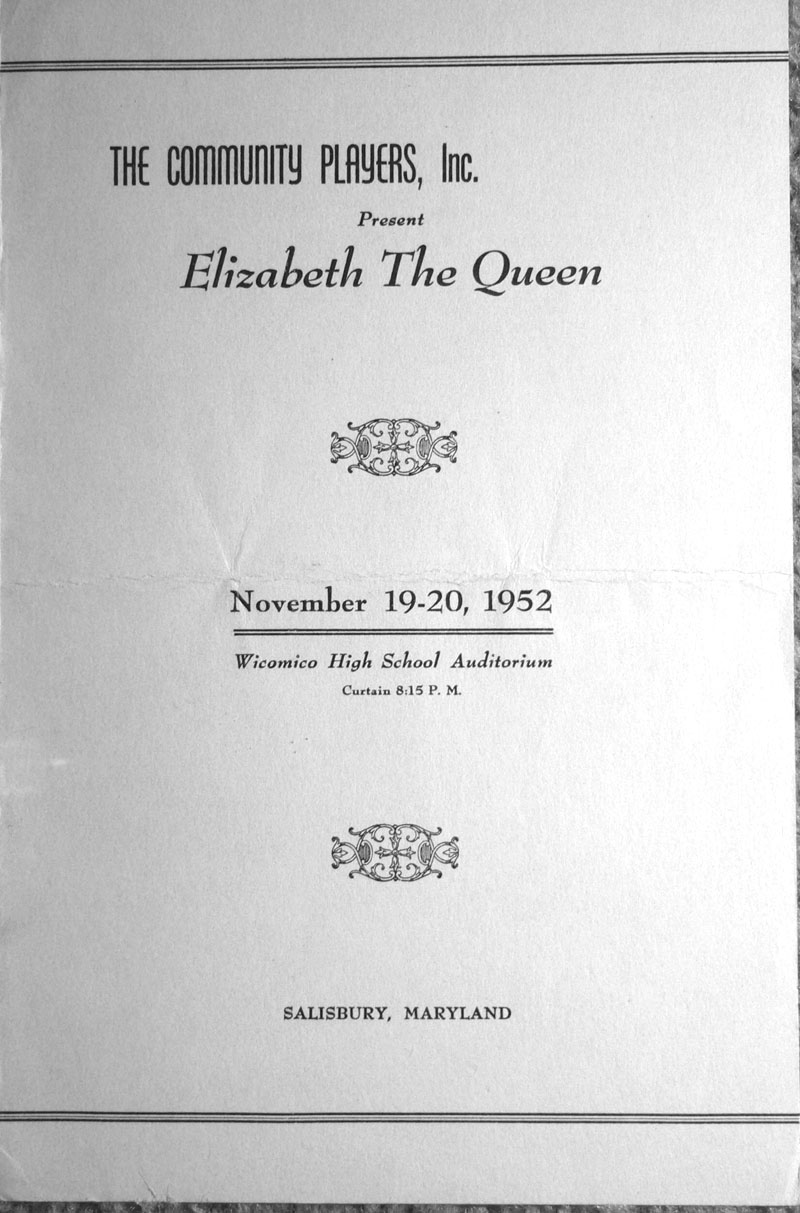 THE COMMUNITY PLAYERS, Inc.
Present
Elizabeth The Queen
November 19-20, 1952
Wicomico High School Auditorium
Curtain 8:15 P. M.
SALISBURY, MARYLAND